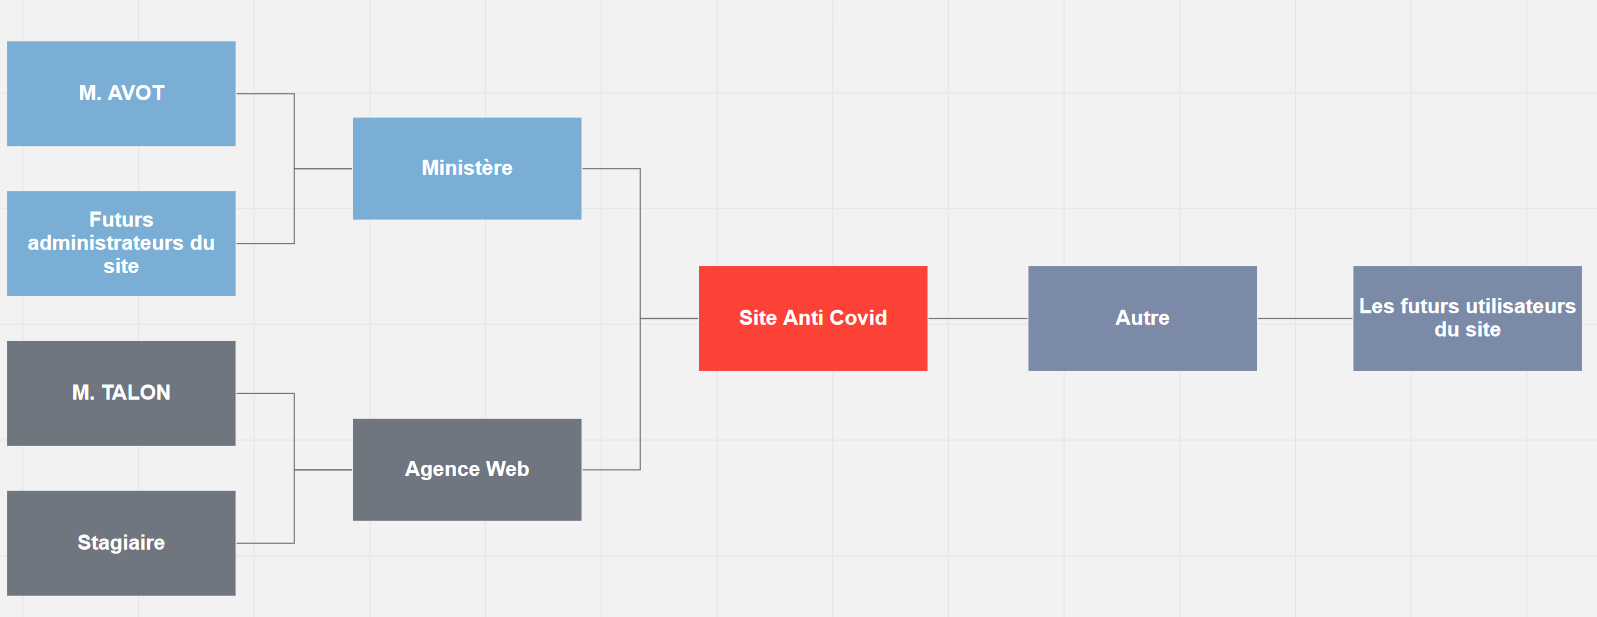 M. AVOT
Ministère
Futurs
administrateurs du
site
M. TALON
Agence Web
Stagiaire
Site Anti Covid
Autre
Les futurs utilisateurs
du site